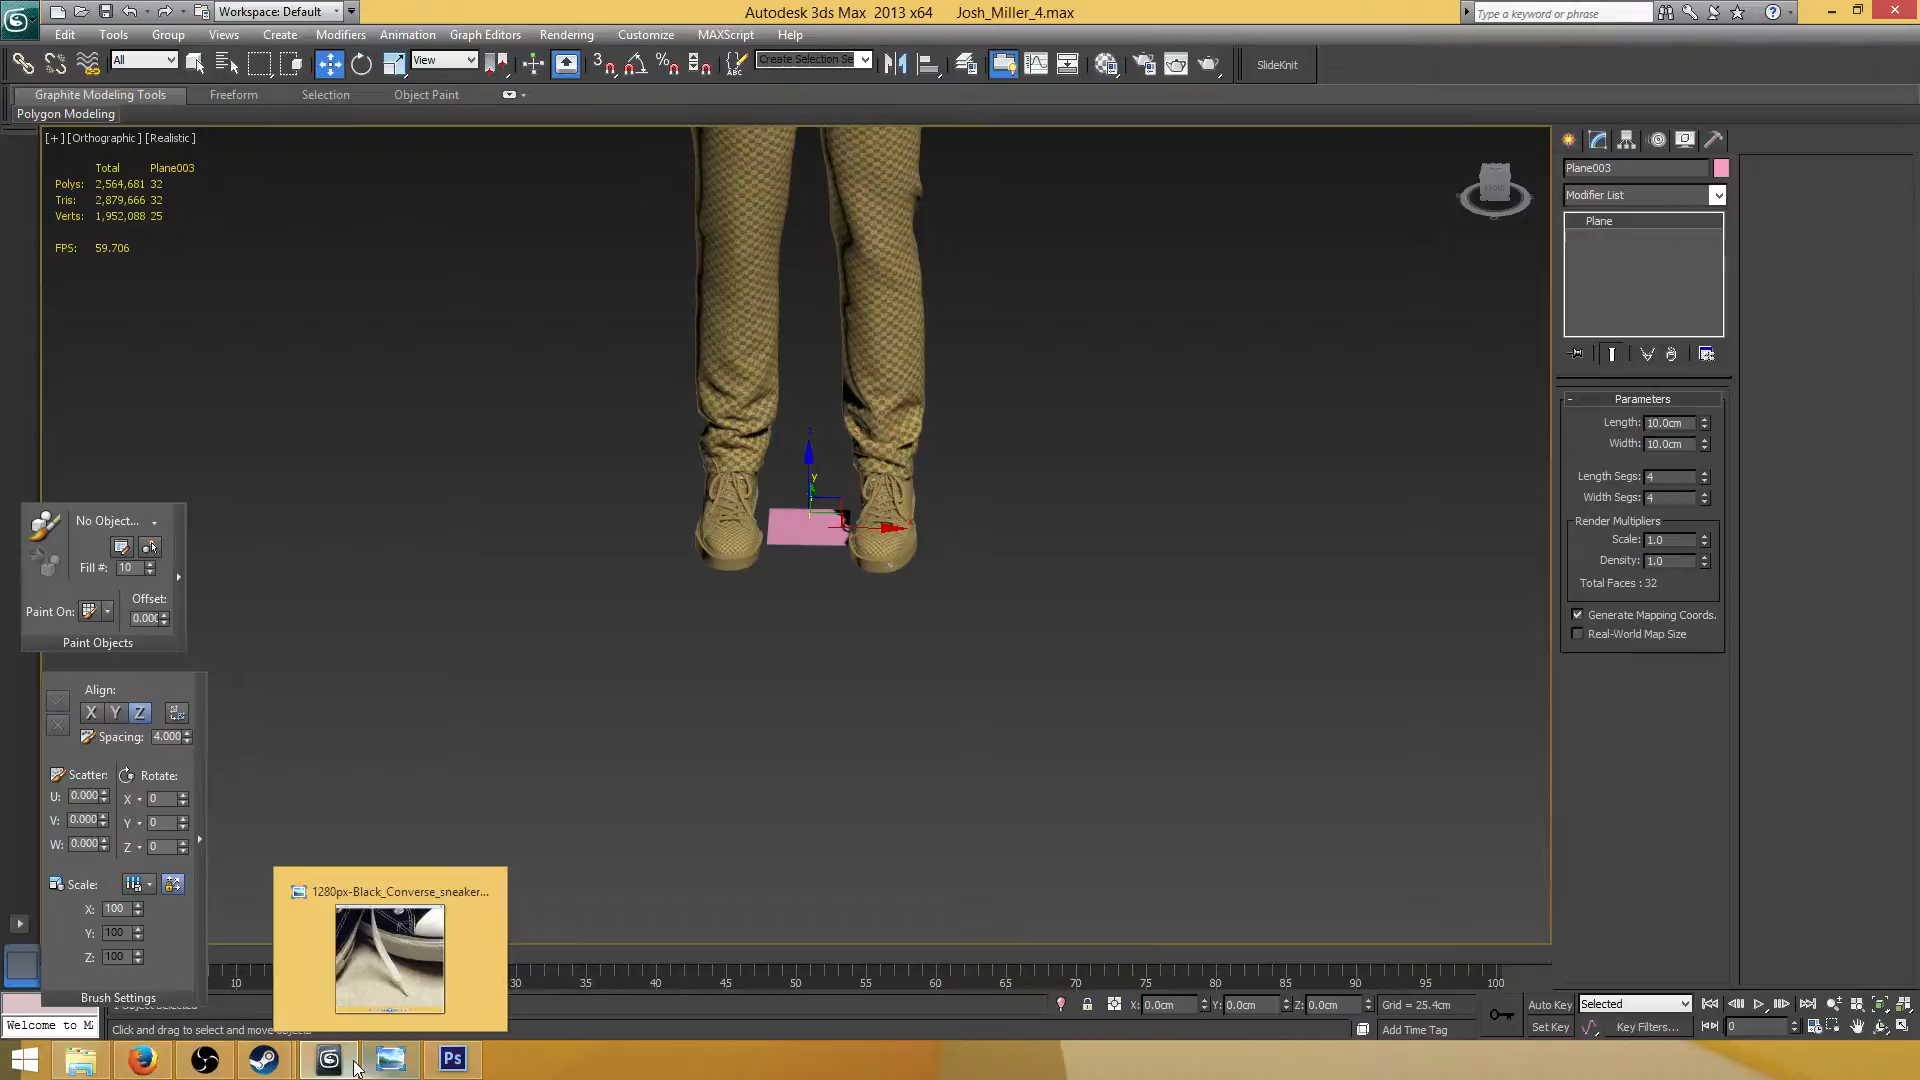 Workspace: Default
Autodesk 3ds Max 2013 x64 Josh_Miller_4.max
Type a keyword or phrase
Edit Tools Group Views Create Modifiers Animation Graph Editors Rendering Customize MAXScript Help
All View Create Selection Se SlideKnit
Graphite Modeling Tools Freeform Selection Object Paint
Polygon Modeling
[+] [Orthographic] [Realistic]
Total Plane003
Polys: 2,564,681 32
Tris: 2,879,666 32
Verts: 1,952,088 25
FPS: 59.706
FRONT
z
y
x
Plane003
Modifier List
Plane
- Parameters
Length: 10.0cm
Width: 10.0cm
Length Segs: 4
Width Segs: 4
Render Multipliers
Scale: 1.0
Density: 1.0
Total Faces : 32
Generate Mapping Coords.
Real-World Map Size
No Object...
Fill #: 10
Paint On: Offset:
0.000
Paint Objects
Align:
X Y Z
Spacing: 4.000
Scatter: Rotate:
U: 0.000 X 0
V: 0.000 Y 0
W: 0.000 Z 0
Scale:
X: 100
Y: 100
Z: 100
Brush Settings
1280px-Black_Converse_sneaker...
10 30 35 40 45 50 55 60 65 70 75 80 85 90 95 100
X: 0.0cm Y: 0.0cm Z: 0.0cm Grid = 25.4cm Auto Key Selected
Welcome to M Click and drag to select and move objects Add Time Tag Set Key Key Filters... 0
Ps